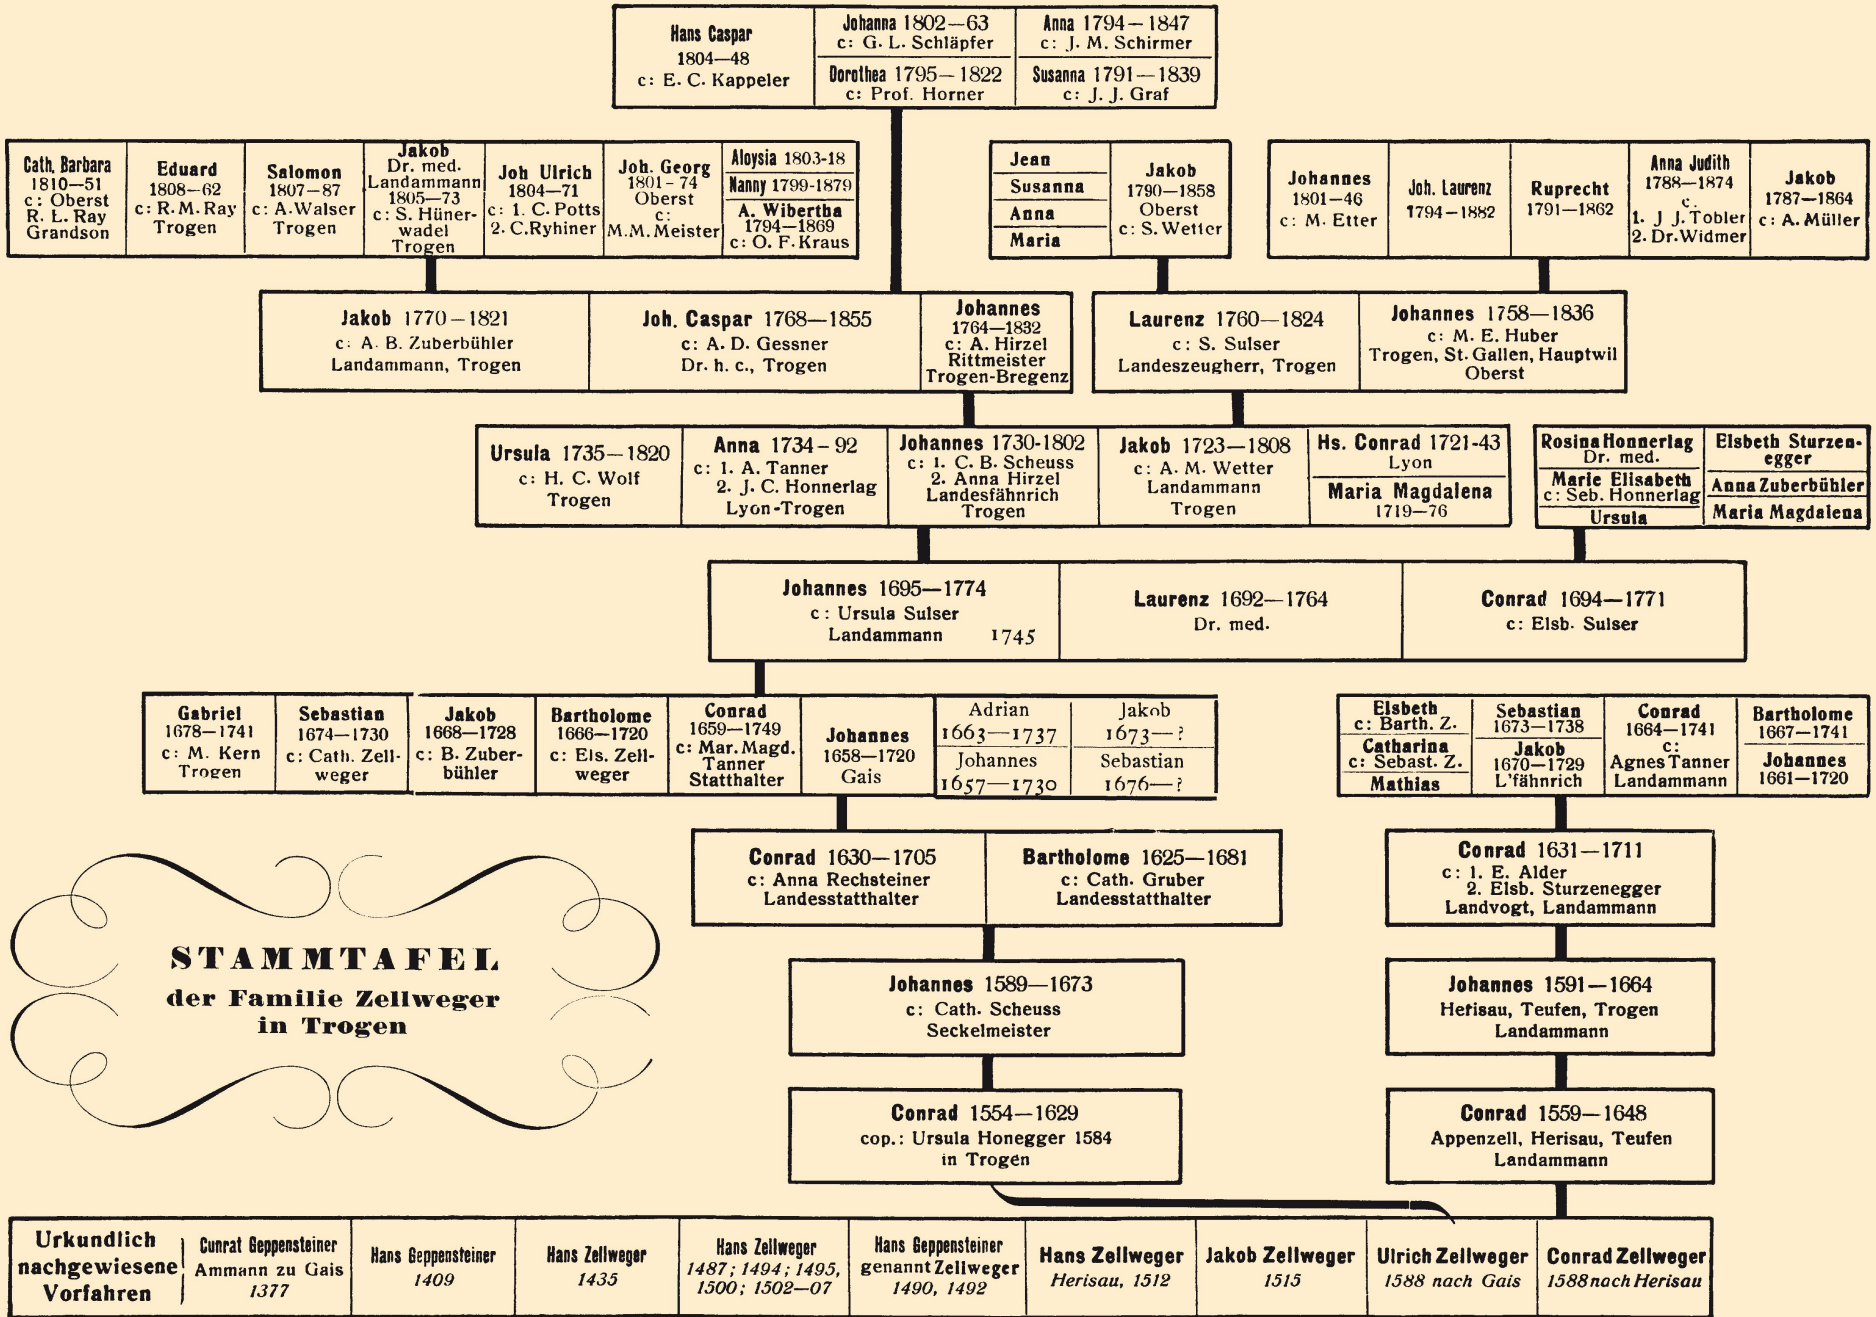 Hans Caspar
1804—48
c: E. C. Kappeler
Johanna 1802—63
c: G. L. Schläpfer
Dorothea 1795—1822
c: Prof. Horner
Anna 1794—1847
c: J. M. Schirmer
Susanna 1791—1839
c: J. J. Graf
Cath. Barbara
1810—51
c: Oberst
R. L. Ray
Grandson
Eduard
1808—62
c: R. M. Ray
Trogen
Salomon
1807—87
c: A. Walser
Trogen
Jakob
Dr. med.
Landammann
1805—73
c: S. Hüner-
wadel
Trogen
Joh Ulrich
1804—71
c: 1. C. Potts
2. C. Ryhiner
Joh. Georg
1801-74
Oberst
c:
M.M. Meister
Aloysia 1803-18
Nanny 1799-1879
A. Wibertha
1794—1869
c: O. F. Kraus
Jean
Susanna
Anna
Maria
Jakob
1790—1858
Oberst
c: S. Wetter
Johannes
1801—46
c: M. Etter
Joh. Laurenz
1794-1882
Ruprecht
1791—1862
Anna Judith
1788—1874
c.
1. J J. Tobler
2. Dr. Widmer
Jakob
1787—1864
c: A. Müller
Jakob 1770—1821
c: A. B. Zuberbühler
Landammann, Trogen
Joh. Caspar 1768—1855
c: A. D. Gessner
Dr. h. c., Trogen
Johannes
1764—1832
c: A. Hirzel
Rittmeister
Trogen-Bregenz
Laurenz 1760—1824
c: S. Sulser
Landeszeugherr, Trogen
Johannes 1758—1836
c: M. E. Huber
Trogen, St. Gallen, Hauptwil
Oberst
Ursula 1735—1820
c: H. C. Wolf
Trogen
Anna 1734—92
c: 1. A. Tanner
2. J. C. Honnerlag
Lyon-Trogen
Johannes 1730-1802
c: 1. C. B. Scheuss
2. Anna Hirzel
Landesfähnrich
Trogen
Jakob 1723—1808
c: A. M. Wetter
Landammann
Trogen
Hs. Conrad 1721-43
Lyon
Maria Magdalena
1719—76
Rosina Honnerlag
Dr. med.
Marie Elisabeth
c: Seb. Honnerlag
Ursula
Elsbeth Sturzen-
egger
Anna Zuberbühler
Maria Magdalena
Johannes 1695—1774
c: Ursula Sulser
Landammann 1745
Laurenz 1692—1764
Dr. med.
Conrad 1694—1771
c: Elsb. Sulser
Gabriel
1678—1741
c: M. Kern
Trogen
Sebastian
1674—1730
c: Cath. Zell-
weger
Jakob
1668—1728
c: B. Zuber-
bühler
Bartholome
1666—1720
c: Els. Zell-
weger
Conrad
1659—1749
c: Mar. Magd.
Tanner
Statthalter
Johannes
1658—1720
Gais
Adrian
1663—1737
Johannes
1657—1730
Jakob
1673—?
Sebastian
1676—?
Elsbeth
c: Barth. Z.
Catharina
c: Sebast. Z.
Mathias
Sebastian
1673—1738
Jakob
1670—1729
L'fähnrich
Conrad
1664—1741
c:
Agnes Tanner
Landammann
Bartholome
1667—1741
Johannes
1661—1720
Conrad 1630—1705
c: Anna Rechsteiner
Landesstatthalter
Bartholome 1625—1681
c: Cath. Gruber
Landesstatthalter
Conrad 1631—1711
c: 1. E. Alder
2. Elsb. Sturzenegger
Landvogt, Landammann
STAMMTAFEL
der Familie Zellweger
in Trogen
Johannes 1589—1673
c: Cath. Scheuss
Seckelmeister
Johannes 1591—1664
Herisau, Teufen, Trogen
Landammann
Conrad 1554—1629
cop.: Ursula Honegger 1584
in Trogen
Conrad 1559—1648
Appenzell, Herisau, Teufen
Landammann
Urkundlich
nachgewiesene
Vorfahren
Cunrat Geppensteiner
Ammann zu Gais
1377
Hans Geppensteiner
1409
Hans Zellweger
1435
Hans Zellweger
1487; 1494; 1495,
1500; 1502—07
Hans Geppensteiner
genannt Zellweger
1490, 1492
Hans Zellweger
Herisau, 1512
Jakob Zellweger
1515
Ulrich Zellweger
1588 nach Gais
Conrad Zellweger
1588 nach Herisau